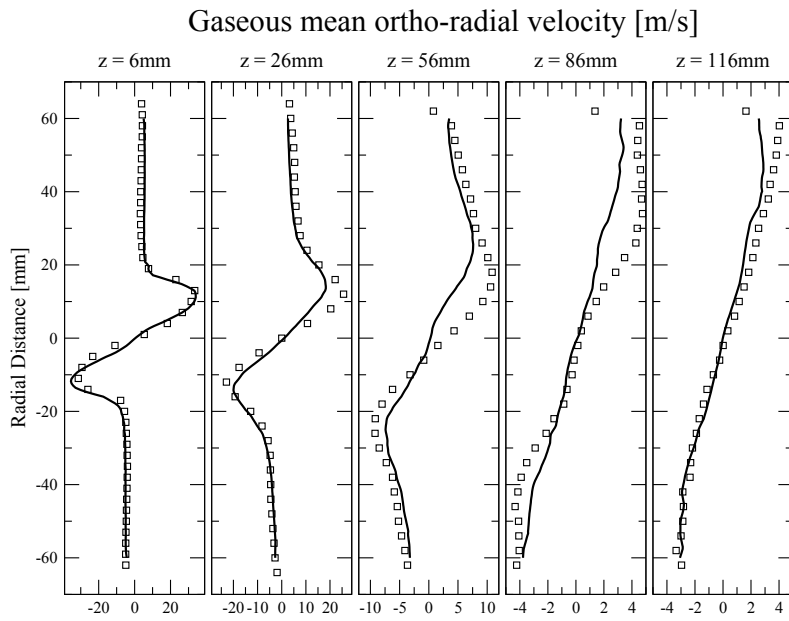 Gaseous mean ortho-radial velocity [m/s]
z = 6mm z = 26mm z = 56mm z = 86mm z = 116mm
60
40
20
0
-20
-40
-60
Radial Distance [mm]
-20 0 20 -20 -10 0 10 20 -10 -5 0 5 10 -4 -2 0 2 4 -4 -2 0 2 4